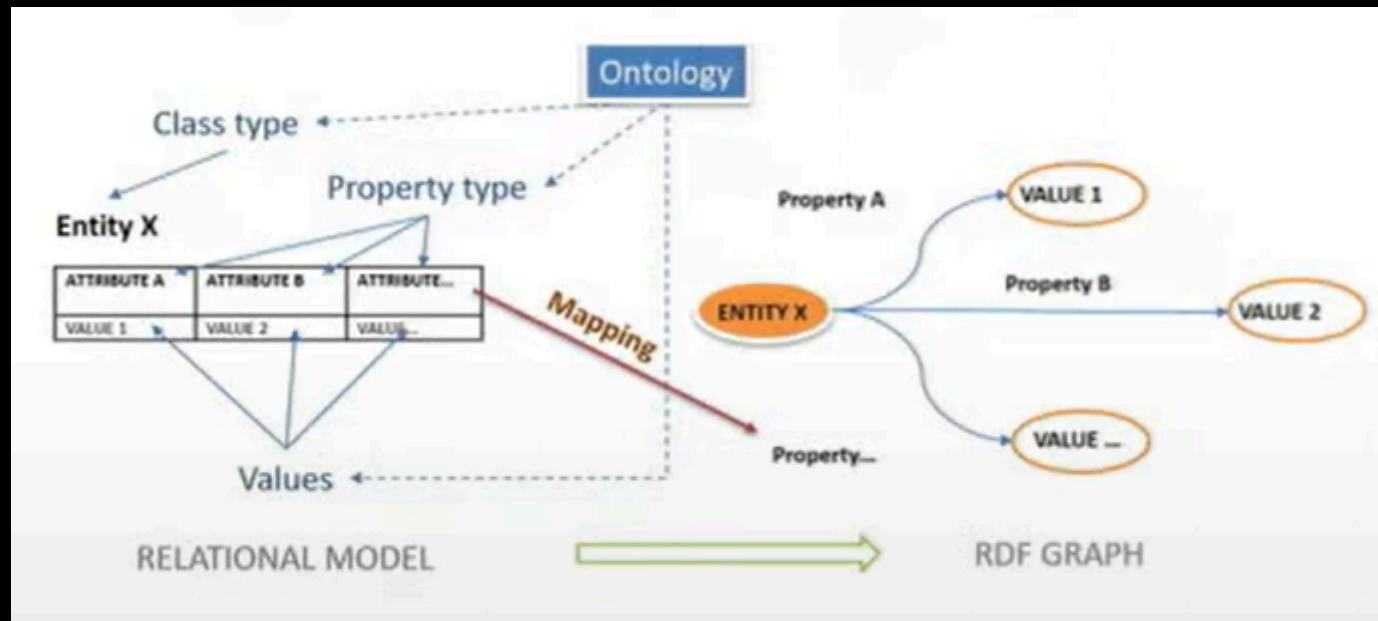 Ontology
Class type
Property type
Entity X
ATTRIBUTE A ATTRIBUTE B ATTRIBUTE...
VALUE 1 VALUE 2 VALUE...
Values
Mapping
Property A
VALUE 1
Property B
ENTITY X
VALUE 2
VALUE ...
Property...
RELATIONAL MODEL
RDF GRAPH